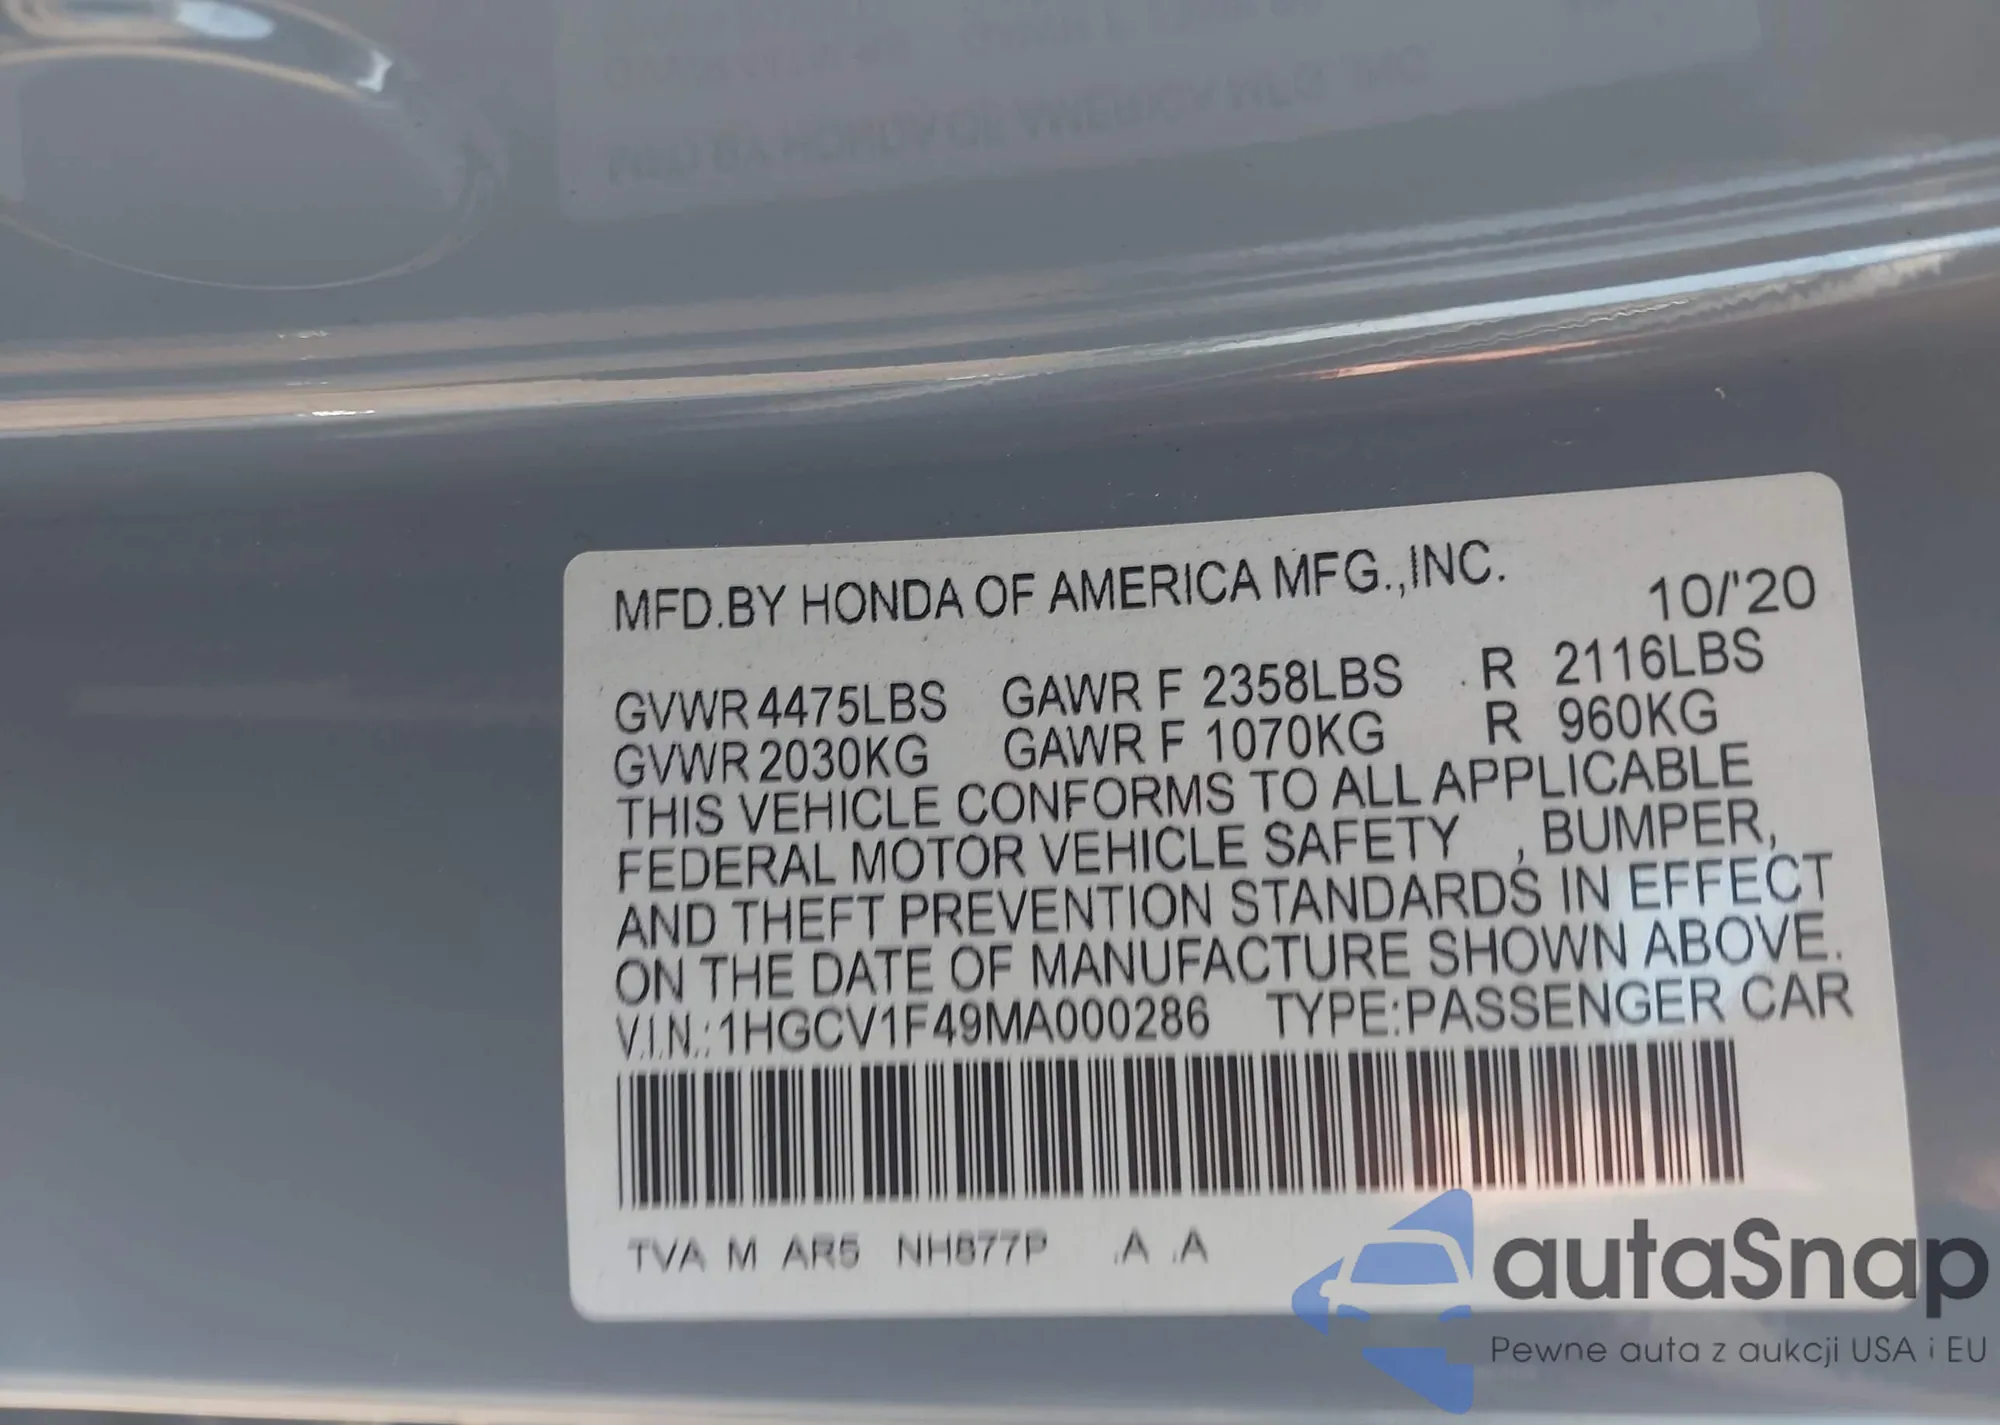 MFD.BY HONDA OF AMERICA MFG.,INC.
10/'20
GVWR 4475LBS GAWR F 2358LBS R 2116LBS
GVWR 2030KG GAWR F 1070KG R 960KG
THIS VEHICLE CONFORMS TO ALL APPLICABLE
FEDERAL MOTOR VEHICLE SAFETY , BUMPER,
AND THEFT PREVENTION STANDARDS IN EFFECT
ON THE DATE OF MANUFACTURE SHOWN ABOVE.
V.I.N.: 1HGCV1F49MA000286 TYPE:PASSENGER CAR
TVA M AR5 NH877P .A .A
autaSnap
Pewne auta z aukcji USA i EU